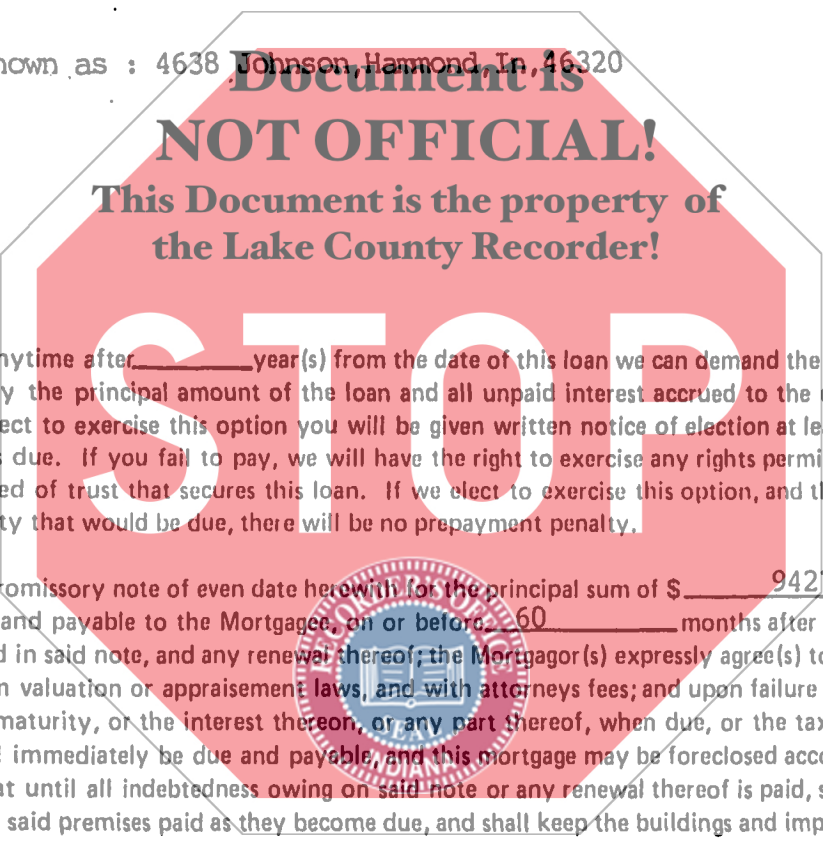 nown as : 4638 Johnson,Hammond,In,46320
Document is
NOT OFFICIAL!
This Document is the property of
the Lake County Recorder!
STOP
nytime after year(s) from the date of this loan we can demand the
y the principal amount of the loan and all unpaid interest accrued to the
ect to exercise this option you will be given written notice of election at le
s due. If you fail to pay, we will have the right to exercise any rights permi
ed of trust that secures this loan. If we elect to exercise this option, and th
ty that would be due, there will be no prepayment penalty.
omissory note of even date herewith for the principal sum of $ 942
and payable to the Mortgagee, on or before 60 months after
d in said note, and any renewal thereof; the Mortgagor(s) expressly agree(s) to
n valuation or appraisement laws, and with attorneys fees; and upon failure
maturity, or the interest thereon, or any part thereof, when due, or the tax
immediately be due and payable, and this mortgage may be foreclosed acco
at until all indebtedness owing on said note or any renewal thereof is paid, s
said premises paid as they become due, and shall keep the buildings and imp
RECORDER'S OFFICE
SEAL
INDIANA